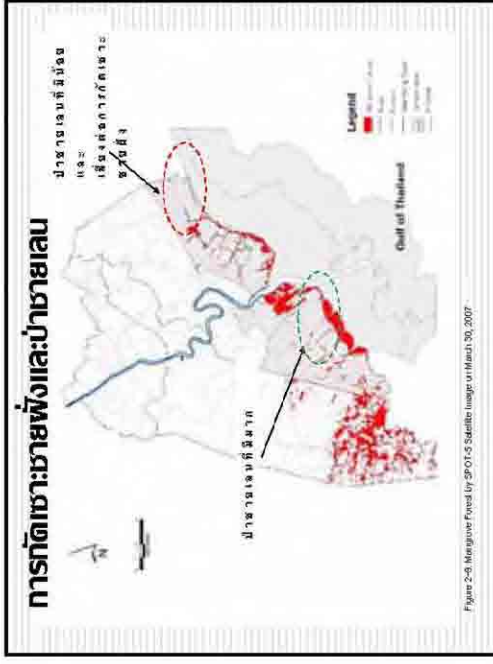 การกัดเซาะชายฝั่งและป่าชายเลน
ป่าชายเลนที่มีน้อย
และ
เสี่ยงต่อการกัดเซาะ
ชายฝั่ง
ป่าชายเลนที่มีมาก
N
Legend
Gulf of Thailand
Figure 2-9 Mangrove Forest by SPOT-5 Satellite Image on March 30, 2007